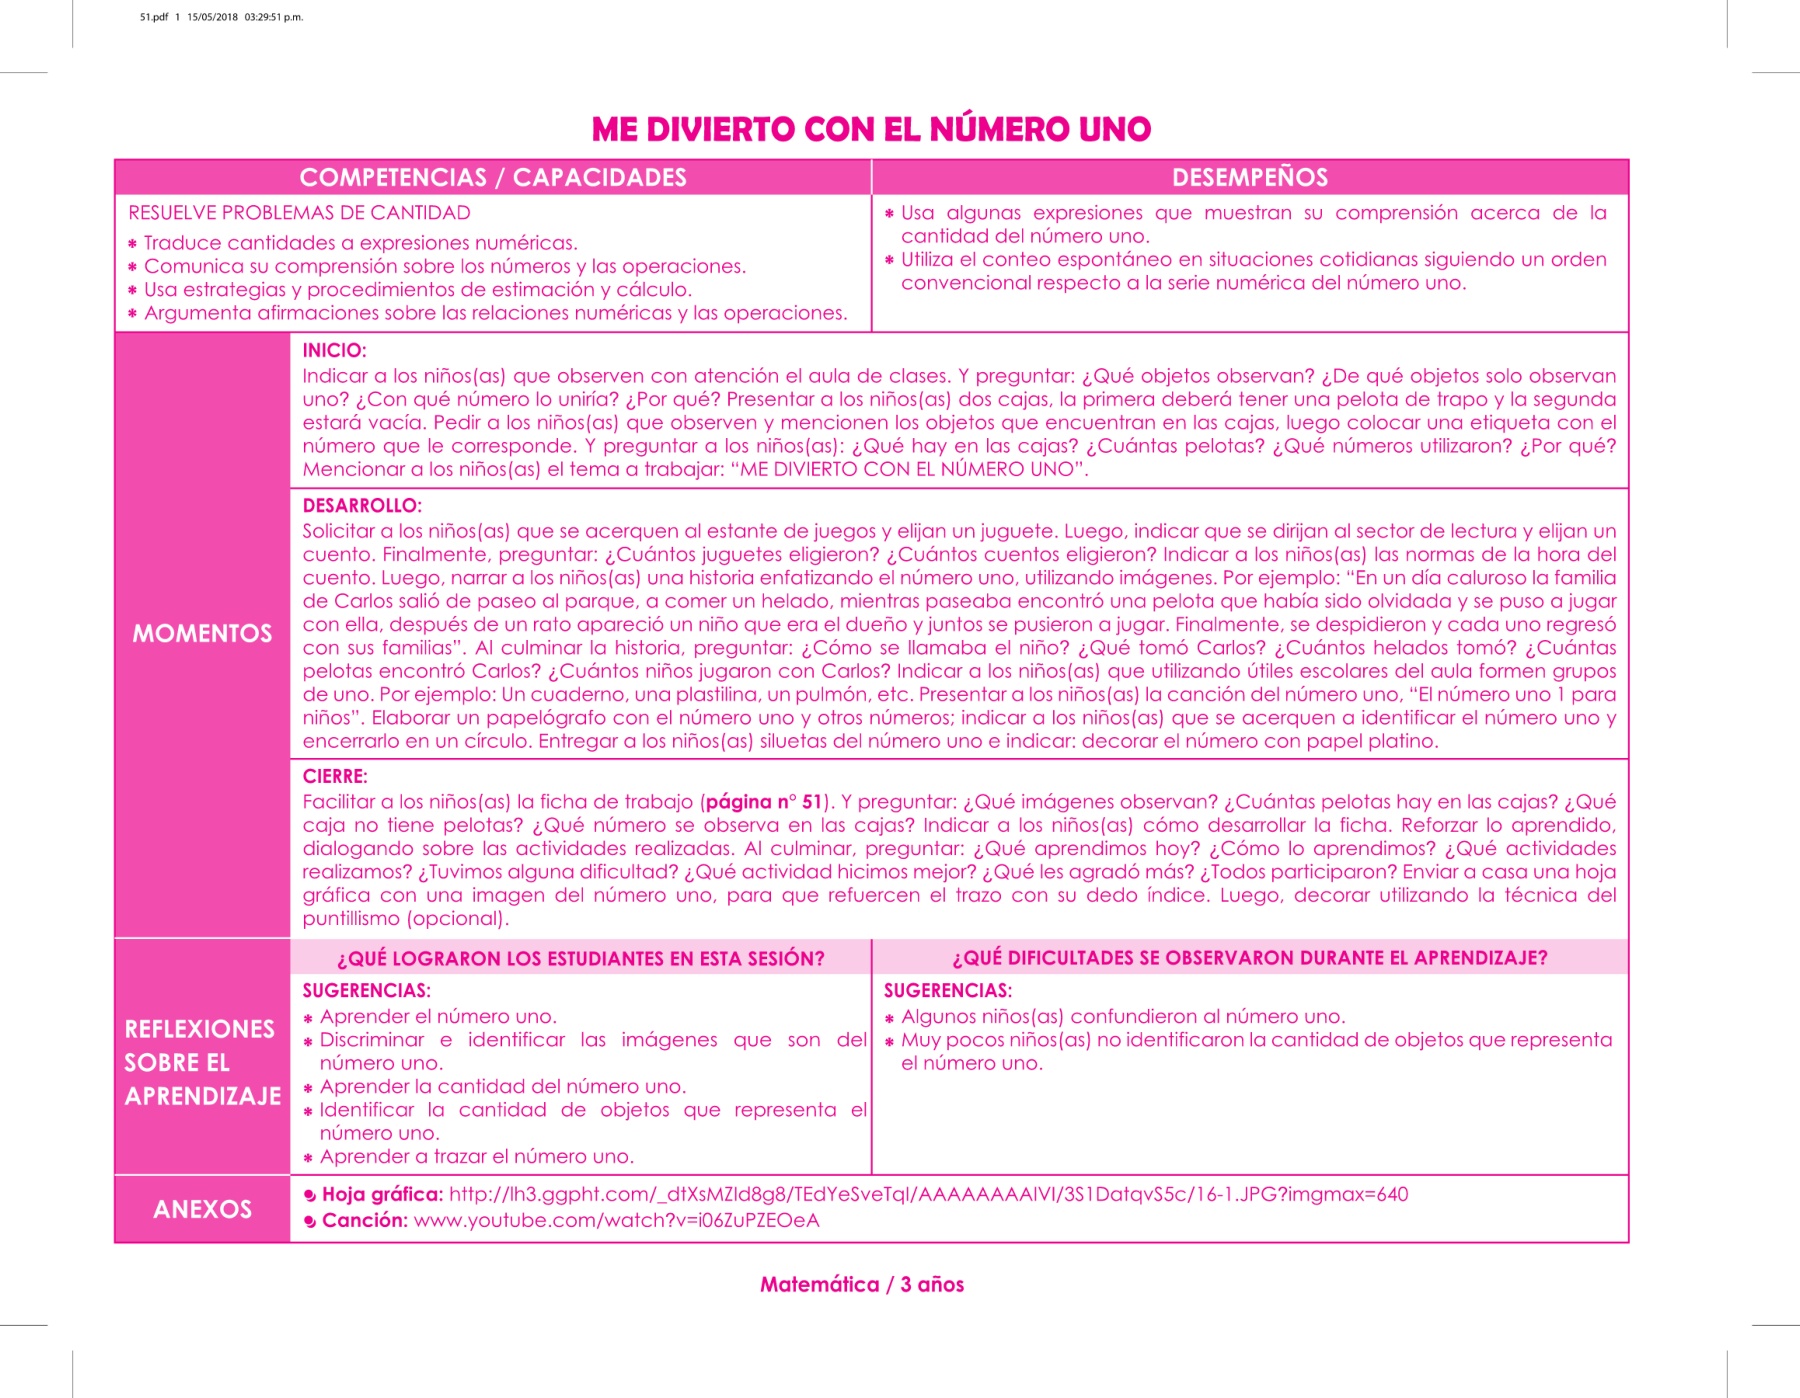 51.pdf 1 15/05/2018 03:29:51 p.m.
ME DIVIERTO CON EL NÚMERO UNO
COMPETENCIAS / CAPACIDADES
DESEMPEÑOS
RESUELVE PROBLEMAS DE CANTIDAD
* Traduce cantidades a expresiones numéricas.
* Comunica su comprensión sobre los números y las operaciones.
* Usa estrategias y procedimientos de estimación y cálculo.
* Argumenta afirmaciones sobre las relaciones numéricas y las operaciones.
* Usa algunas expresiones que muestran su comprensión acerca de la
cantidad del número uno.
* Utiliza el conteo espontáneo en situaciones cotidianas siguiendo un orden
convencional respecto a la serie numérica del número uno.
MOMENTOS
INICIO:
Indicar a los niños(as) que observen con atención el aula de clases. Y preguntar: ¿Qué objetos observan? ¿De qué objetos solo observan
uno? ¿Con qué número lo uniría? ¿Por qué? Presentar a los niños(as) dos cajas, la primera deberá tener una pelota de trapo y la segunda
estará vacía. Pedir a los niños(as) que observen y mencionen los objetos que encuentran en las cajas, luego colocar una etiqueta con el
número que le corresponde. Y preguntar a los niños(as): ¿Qué hay en las cajas? ¿Cuántas pelotas? ¿Qué números utilizaron? ¿Por qué?
Mencionar a los niños(as) el tema a trabajar: “ME DIVIERTO CON EL NÚMERO UNO”.
DESARROLLO:
Solicitar a los niños(as) que se acerquen al estante de juegos y elijan un juguete. Luego, indicar que se dirijan al sector de lectura y elijan un
cuento. Finalmente, preguntar: ¿Cuántos juguetes eligieron? ¿Cuántos cuentos eligieron? Indicar a los niños(as) las normas de la hora del
cuento. Luego, narrar a los niños(as) una historia enfatizando el número uno, utilizando imágenes. Por ejemplo: “En un día caluroso la familia
de Carlos salió de paseo al parque, a comer un helado, mientras paseaba encontró una pelota que había sido olvidada y se puso a jugar
con ella, después de un rato apareció un niño que era el dueño y juntos se pusieron a jugar. Finalmente, se despidieron y cada uno regresó
con sus familias”. Al culminar la historia, preguntar: ¿Cómo se llamaba el niño? ¿Qué tomó Carlos? ¿Cuántos helados tomó? ¿Cuántas
pelotas encontró Carlos? ¿Cuántos niños jugaron con Carlos? Indicar a los niños(as) que utilizando útiles escolares del aula formen grupos
de uno. Por ejemplo: Un cuaderno, una plastilina, un pulmón, etc. Presentar a los niños(as) la canción del número uno, “El número uno 1 para
niños”. Elaborar un papelógrafo con el número uno y otros números; indicar a los niños(as) que se acerquen a identificar el número uno y
encerrarlo en un círculo. Entregar a los niños(as) siluetas del número uno e indicar: decorar el número con papel platino.
CIERRE:
Facilitar a los niños(as) la ficha de trabajo (página n° 51). Y preguntar: ¿Qué imágenes observan? ¿Cuántas pelotas hay en las cajas? ¿Qué
caja no tiene pelotas? ¿Qué número se observa en las cajas? Indicar a los niños(as) cómo desarrollar la ficha. Reforzar lo aprendido,
dialogando sobre las actividades realizadas. Al culminar, preguntar: ¿Qué aprendimos hoy? ¿Cómo lo aprendimos? ¿Qué actividades
realizamos? ¿Tuvimos alguna dificultad? ¿Qué actividad hicimos mejor? ¿Qué les agradó más? ¿Todos participaron? Enviar a casa una hoja
gráfica con una imagen del número uno, para que refuercen el trazo con su dedo índice. Luego, decorar utilizando la técnica del
puntillismo (opcional).
REFLEXIONES
SOBRE EL
APRENDIZAJE
¿QUÉ LOGRARON LOS ESTUDIANTES EN ESTA SESIÓN?
SUGERENCIAS:
* Aprender el número uno.
* Discriminar e identificar las imágenes que son del
número uno.
* Aprender la cantidad del número uno.
* Identificar la cantidad de objetos que representa el
número uno.
* Aprender a trazar el número uno.
¿QUÉ DIFICULTADES SE OBSERVARON DURANTE EL APRENDIZAJE?
SUGERENCIAS:
* Algunos niños(as) confundieron al número uno.
* Muy pocos niños(as) no identificaron la cantidad de objetos que representa
el número uno.
ANEXOS
Hoja gráfica: http://lh3.ggpht.com/_dtXsMZId8g8/TEdYeSveTqI/AAAAAAAAIVI/3S1DatqvS5c/16-1.JPG?imgmax=640
Canción: www.youtube.com/watch?v=i06ZuPZEOeA
Matemática / 3 años